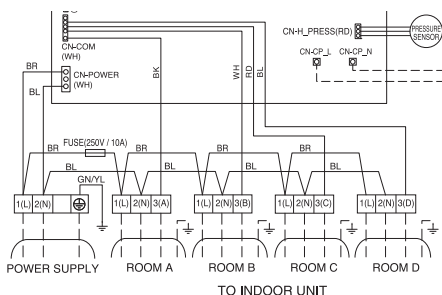 CN-COM
(WH)
CN-H_PRESS(RD)
PRESSURE
SENSOR
CN-CP_L
CN-CP_N
BR
CN-POWER
(WH)
BL
BK
WH
RD
BL
FUSE(250V / 10A)
BR
BR
BR
BR
BL
BL
BL
GN/YL
1(L) 2(N)
1(L) 2(N) 3(A)
1(L) 2(N) 3(B)
1(L) 2(N) 3(C)
1(L) 2(N) 3(D)
POWER SUPPLY
ROOM A
ROOM B
ROOM C
ROOM D
TO INDOOR UNIT